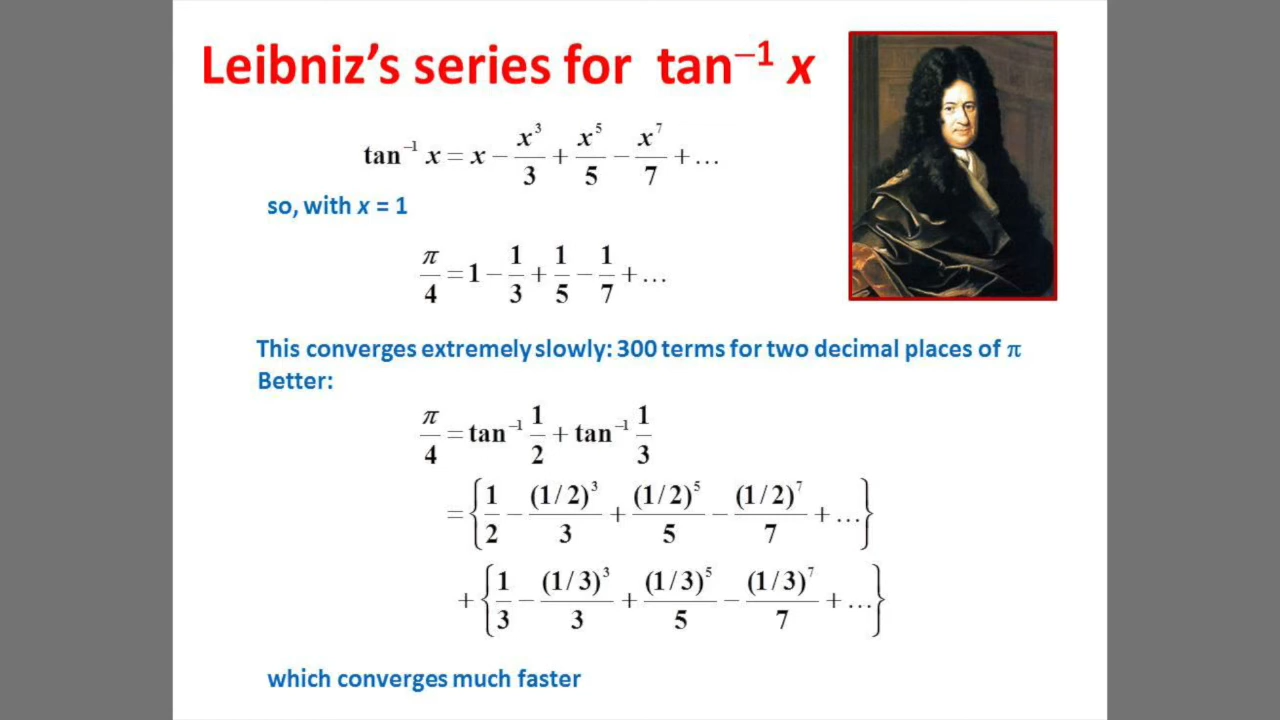 Leibniz's series for tan⁻¹ x
tan⁻¹ x = x − x³/3 + x⁵/5 − x⁷/7 + …
so, with x = 1
π/4 = 1 − 1/3 + 1/5 − 1/7 + …
This converges extremely slowly: 300 terms for two decimal places of π
Better:
π/4 = tan⁻¹ 1/2 + tan⁻¹ 1/3
= {1/2 − (1/2)³/3 + (1/2)⁵/5 − (1/2)⁷/7 + …}
+ {1/3 − (1/3)³/3 + (1/3)⁵/5 − (1/3)⁷/7 + …}
which converges much faster